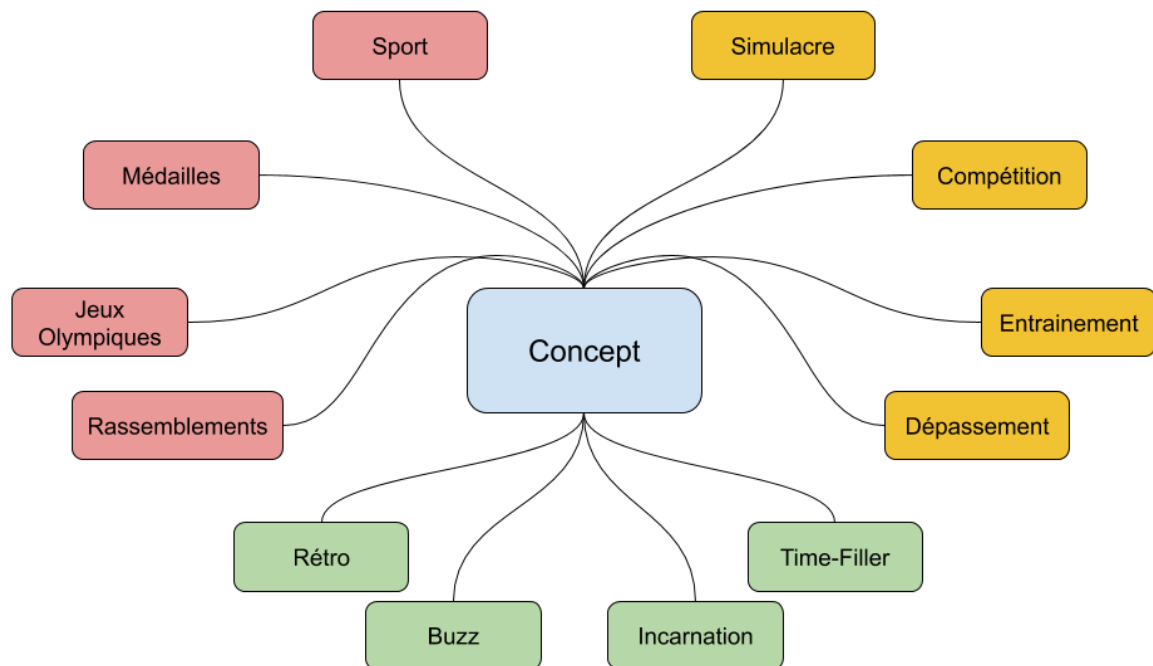 Sport
Simulacre
Médailles
Compétition
Jeux
Olympiques
Concept
Entrainement
Rassemblements
Dépassement
Rétro
Time-Filler
Buzz
Incarnation